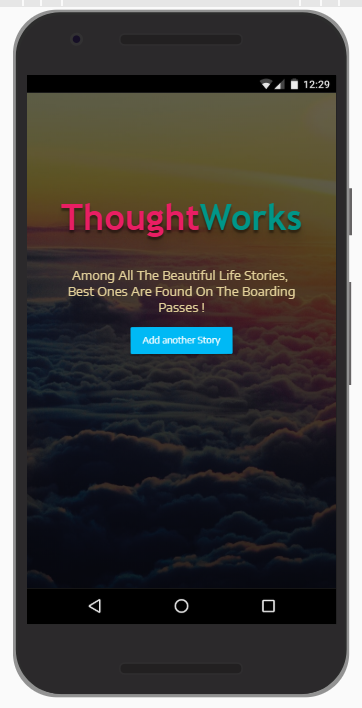 12:29
ThoughtWorks
Among All The Beautiful Life Stories,
Best Ones Are Found On The Boarding
Passes !
Add another Story